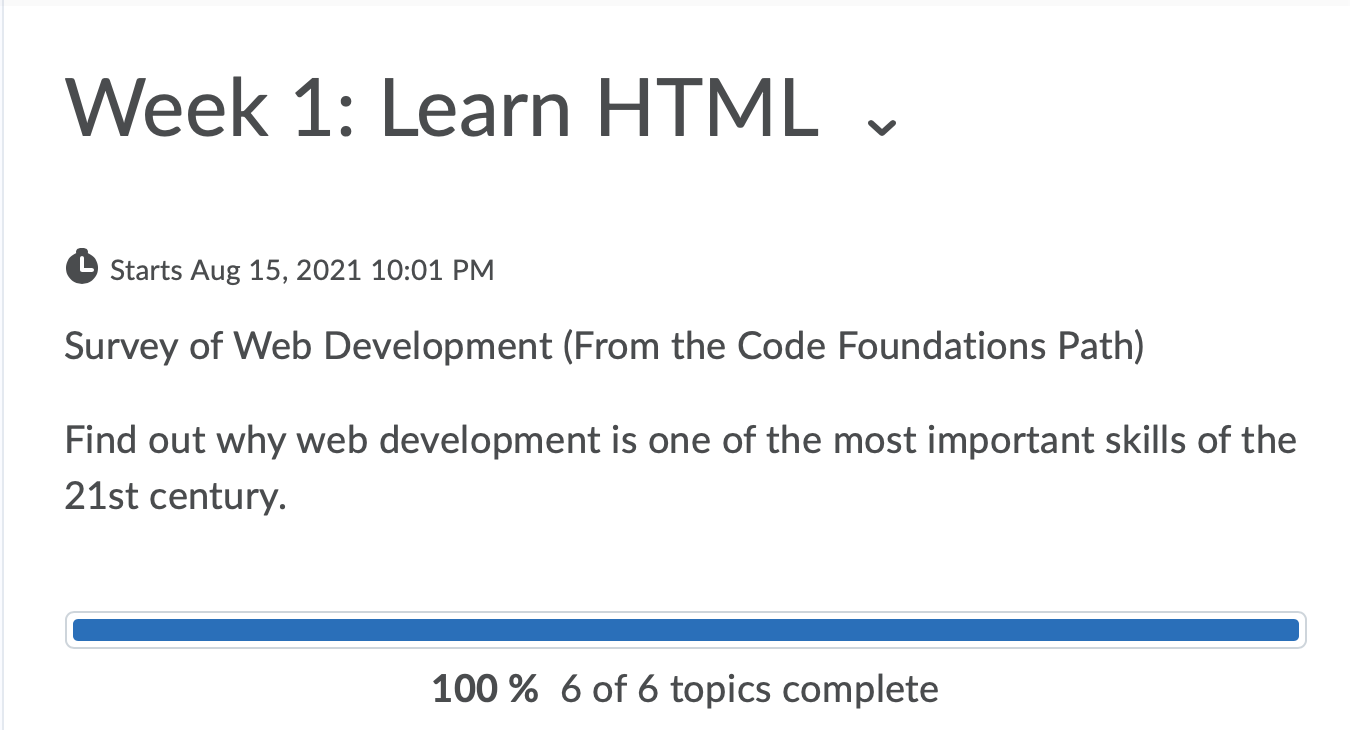 Week 1: Learn HTML
Starts Aug 15, 2021 10:01 PM
Survey of Web Development (From the Code Foundations Path)
Find out why web development is one of the most important skills of the
21st century.
100 % 6 of 6 topics complete